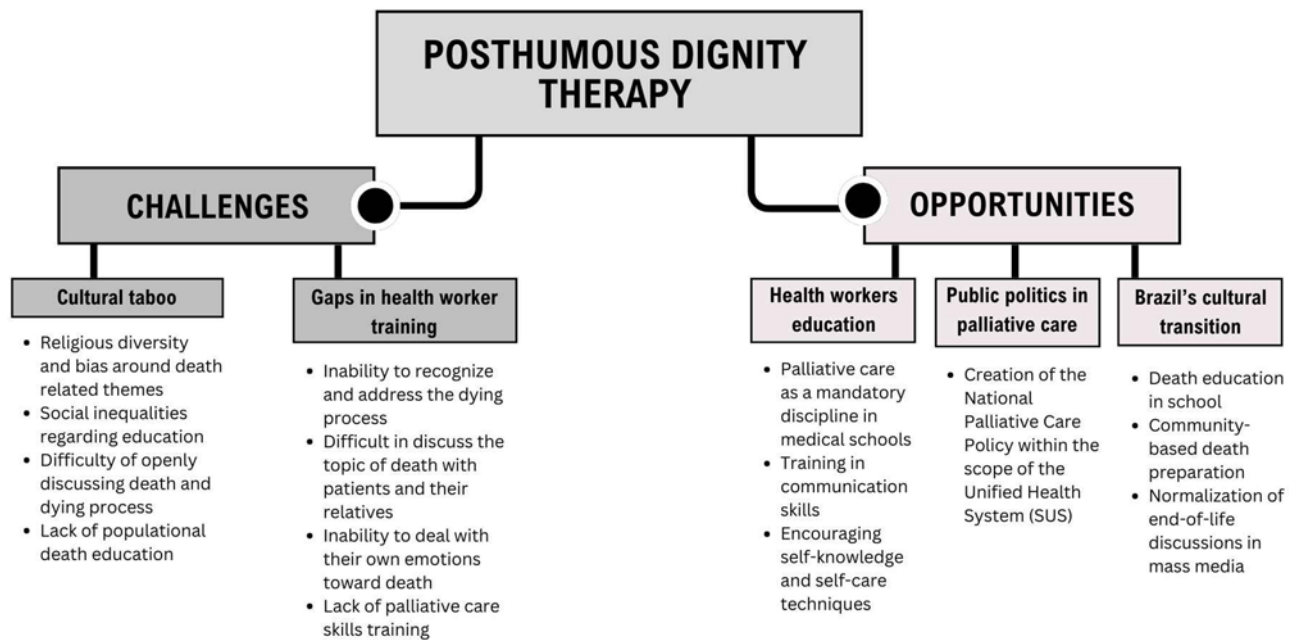 POSTHUMOUS DIGNITY
THERAPY
CHALLENGES
Cultural taboo
• Religious diversity
and bias around death
related themes
• Social inequalities
regarding education
• Difficulty of openly
discussing death and
dying process
• Lack of populational
death education
Gaps in health worker
training
• Inability to recognize
and address the dying
process
• Difficult in discuss the
topic of death with
patients and their
relatives
• Inability to deal with
their own emotions
toward death
• Lack of palliative care
skills training
OPPORTUNITIES
Health workers
education
• Palliative care
as a mandatory
discipline in
medical schools
• Training in
communication
skills
• Encouraging
self-knowledge
and self-care
techniques
Public politics in
palliative care
• Creation of the
National
Palliative Care
Policy within the
scope of the
Unified Health
System (SUS)
Brazil's cultural
transition
• Death education
in school
• Community-
based death
preparation
• Normalization of
end-of-life
discussions in
mass media